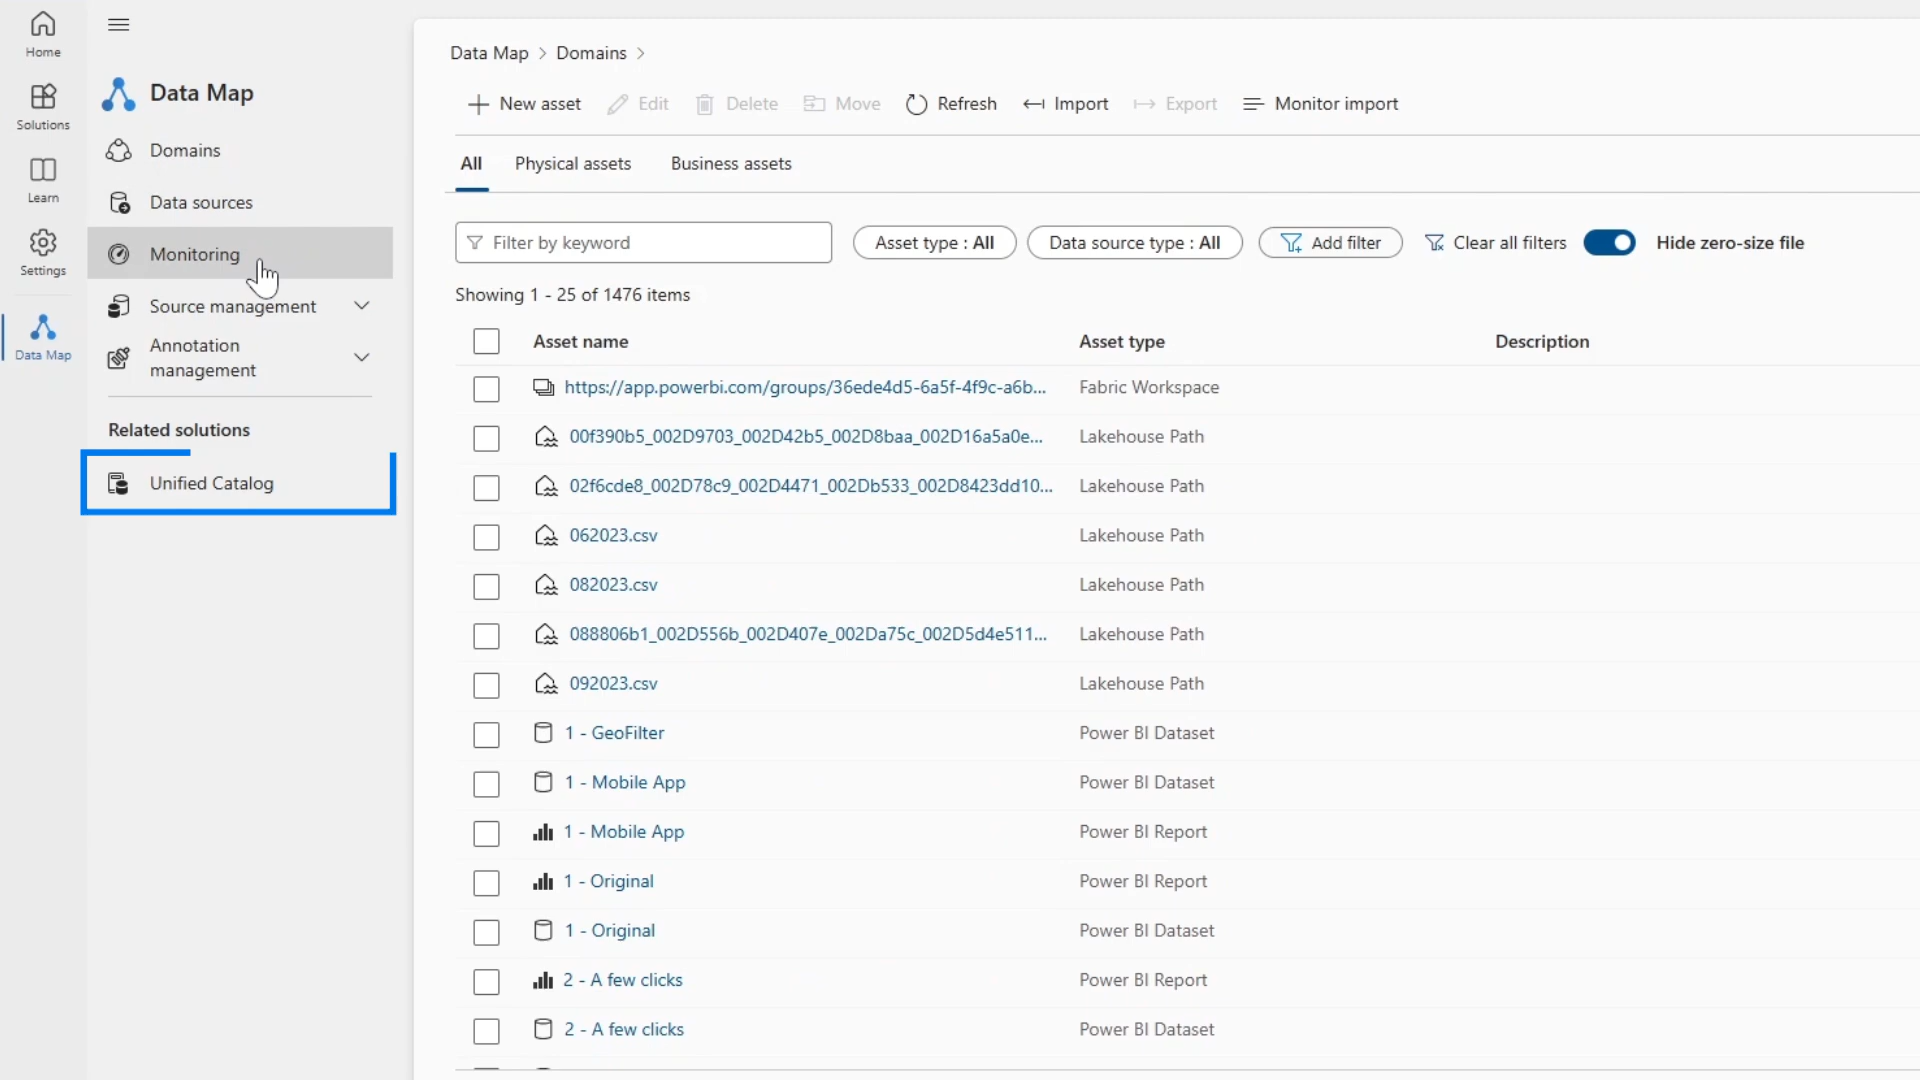 Home
Solutions
Learn
Settings
Data Map
Data Map
Domains
Data sources
Monitoring
Source management
Annotation
management
Related solutions
Unified Catalog
Data Map > Domains >
New asset Edit Delete Move Refresh Import Export Monitor import
All Physical assets Business assets
Filter by keyword Asset type : All Data source type : All Add filter Clear all filters Hide zero-size file
Showing 1 - 25 of 1476 items
Asset name Asset type Description
https://app.powerbi.com/groups/36ede4d5-6a5f-4f9c-a6b... Fabric Workspace
00f390b5_002D9703_002D42b5_002D8baa_002D16a5a0e... Lakehouse Path
02f6cde8_002D78c9_002D4471_002Db533_002D8423dd10... Lakehouse Path
062023.csv Lakehouse Path
082023.csv Lakehouse Path
088806b1_002D556b_002D407e_002Da75c_002D5d4e511... Lakehouse Path
092023.csv Lakehouse Path
1 - GeoFilter Power BI Dataset
1 - Mobile App Power BI Dataset
1 - Mobile App Power BI Report
1 - Original Power BI Report
1 - Original Power BI Dataset
2 - A few clicks Power BI Report
2 - A few clicks Power BI Dataset